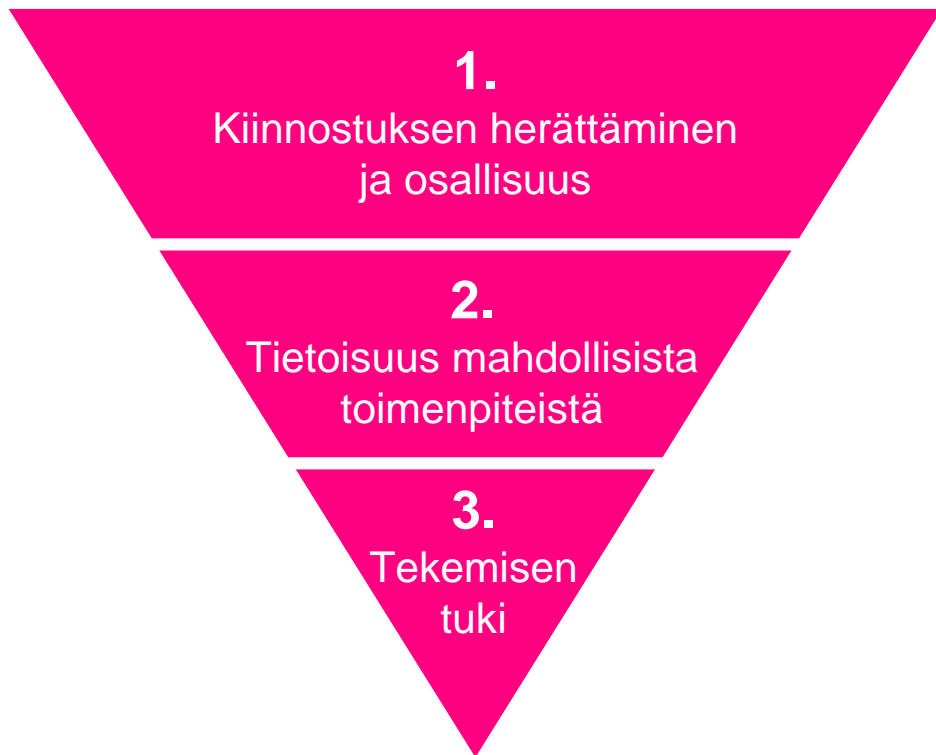 1.
Kiinnostuksen herättäminen
ja osallisuus
2.
Tietoisuus mahdollisista
toimenpiteistä
3.
Tekemisen
tuki